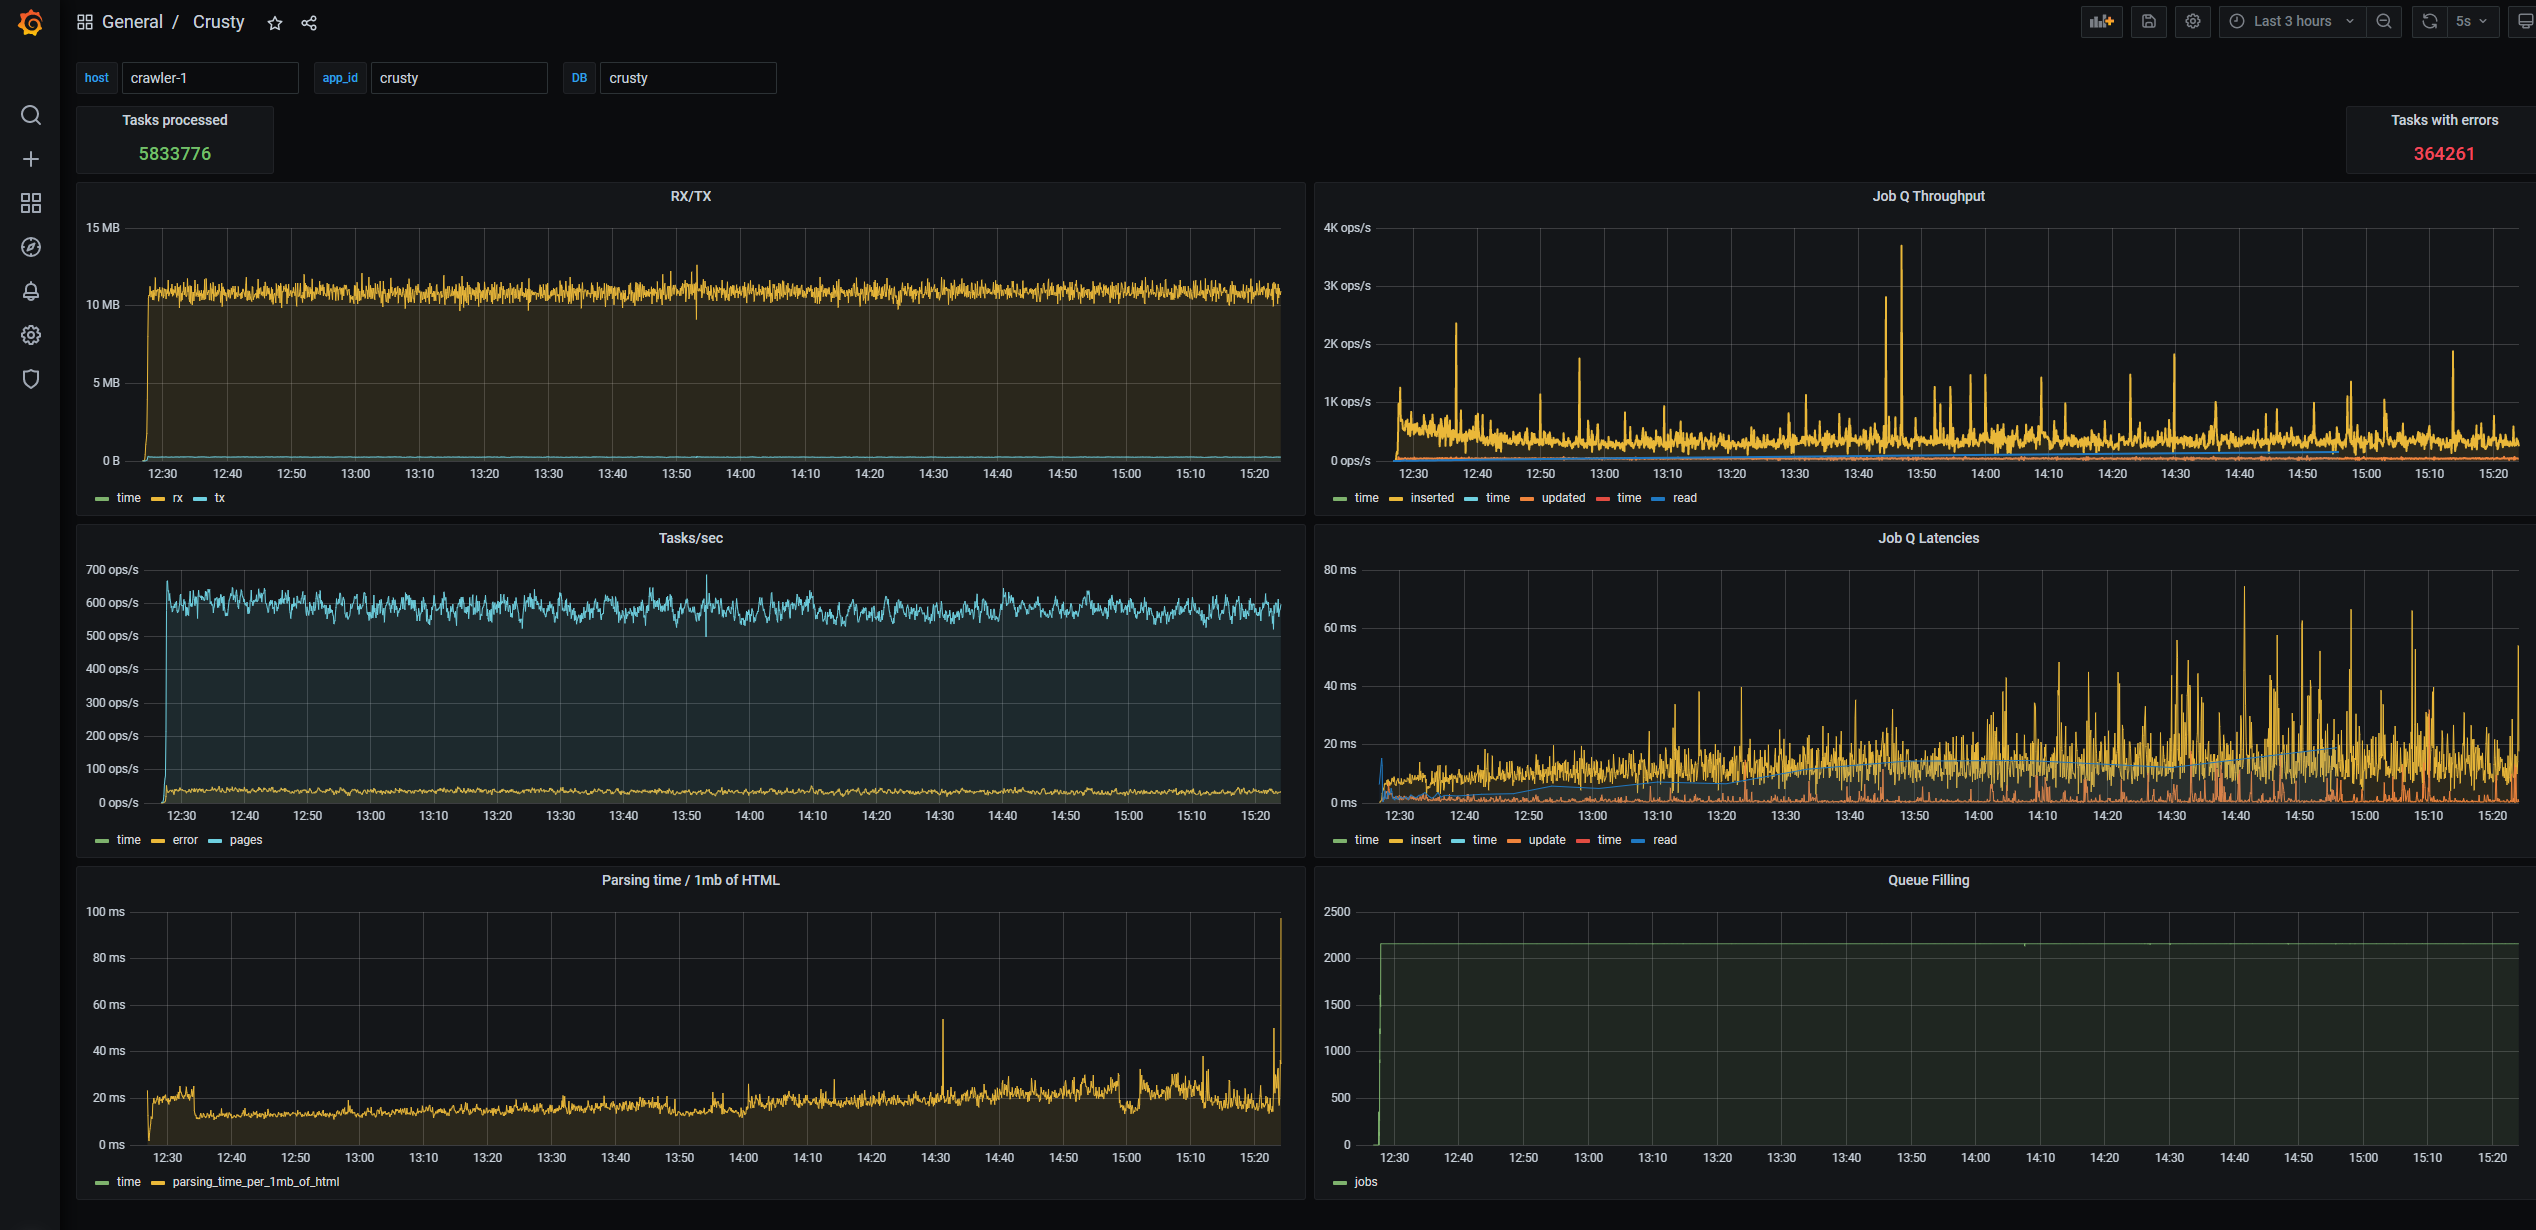 General / Crusty
Last 3 hours 5s
host crawler-1 app_id crusty DB crusty
Tasks processed
5833776
Tasks with errors
364261
RX/TX
15 MB
10 MB
5 MB
0 B
12:30 12:40 12:50 13:00 13:10 13:20 13:30 13:40 13:50 14:00 14:10 14:20 14:30 14:40 14:50 15:00 15:10 15:20
time rx tx
Job Q Throughput
4K ops/s
3K ops/s
2K ops/s
1K ops/s
0 ops/s
12:30 12:40 12:50 13:00 13:10 13:20 13:30 13:40 13:50 14:00 14:10 14:20 14:30 14:40 14:50 15:00 15:10 15:20
time inserted time updated time read
Tasks/sec
700 ops/s
600 ops/s
500 ops/s
400 ops/s
300 ops/s
200 ops/s
100 ops/s
0 ops/s
12:30 12:40 12:50 13:00 13:10 13:20 13:30 13:40 13:50 14:00 14:10 14:20 14:30 14:40 14:50 15:00 15:10 15:20
time error pages
Job Q Latencies
80 ms
60 ms
40 ms
20 ms
0 ms
12:30 12:40 12:50 13:00 13:10 13:20 13:30 13:40 13:50 14:00 14:10 14:20 14:30 14:40 14:50 15:00 15:10 15:20
time insert time update time read
Parsing time / 1mb of HTML
100 ms
80 ms
60 ms
40 ms
20 ms
0 ms
12:30 12:40 12:50 13:00 13:10 13:20 13:30 13:40 13:50 14:00 14:10 14:20 14:30 14:40 14:50 15:00 15:10 15:20
time parsing_time_per_1mb_of_html
Queue Filling
2500
2000
1500
1000
500
0
12:30 12:40 12:50 13:00 13:10 13:20 13:30 13:40 13:50 14:00 14:10 14:20 14:30 14:40 14:50 15:00 15:10 15:20
jobs